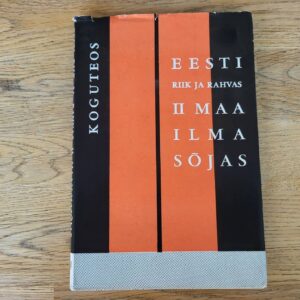 KOGUTEOS
EESTI
RIIK JA RAHVAS
II MAA
ILMA
SÕJAS